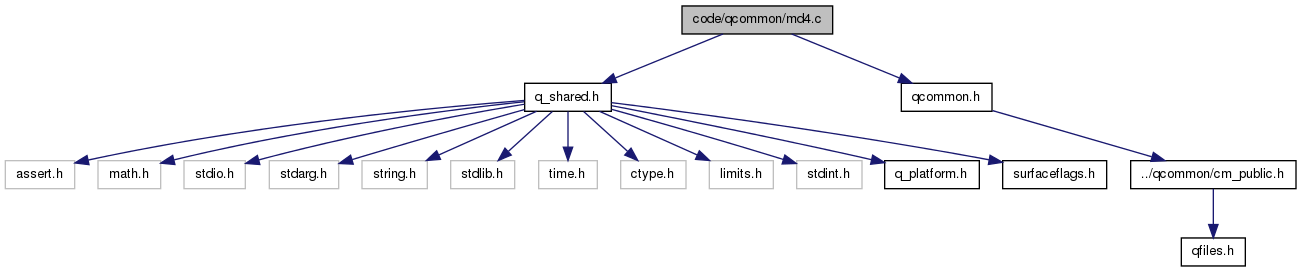 code/qcommon/md4.c
q_shared.h
qcommon.h
assert.h
math.h
stdio.h
stdarg.h
string.h
stdlib.h
time.h
ctype.h
limits.h
stdint.h
q_platform.h
surfaceflags.h
../qcommon/cm_public.h
qfiles.h